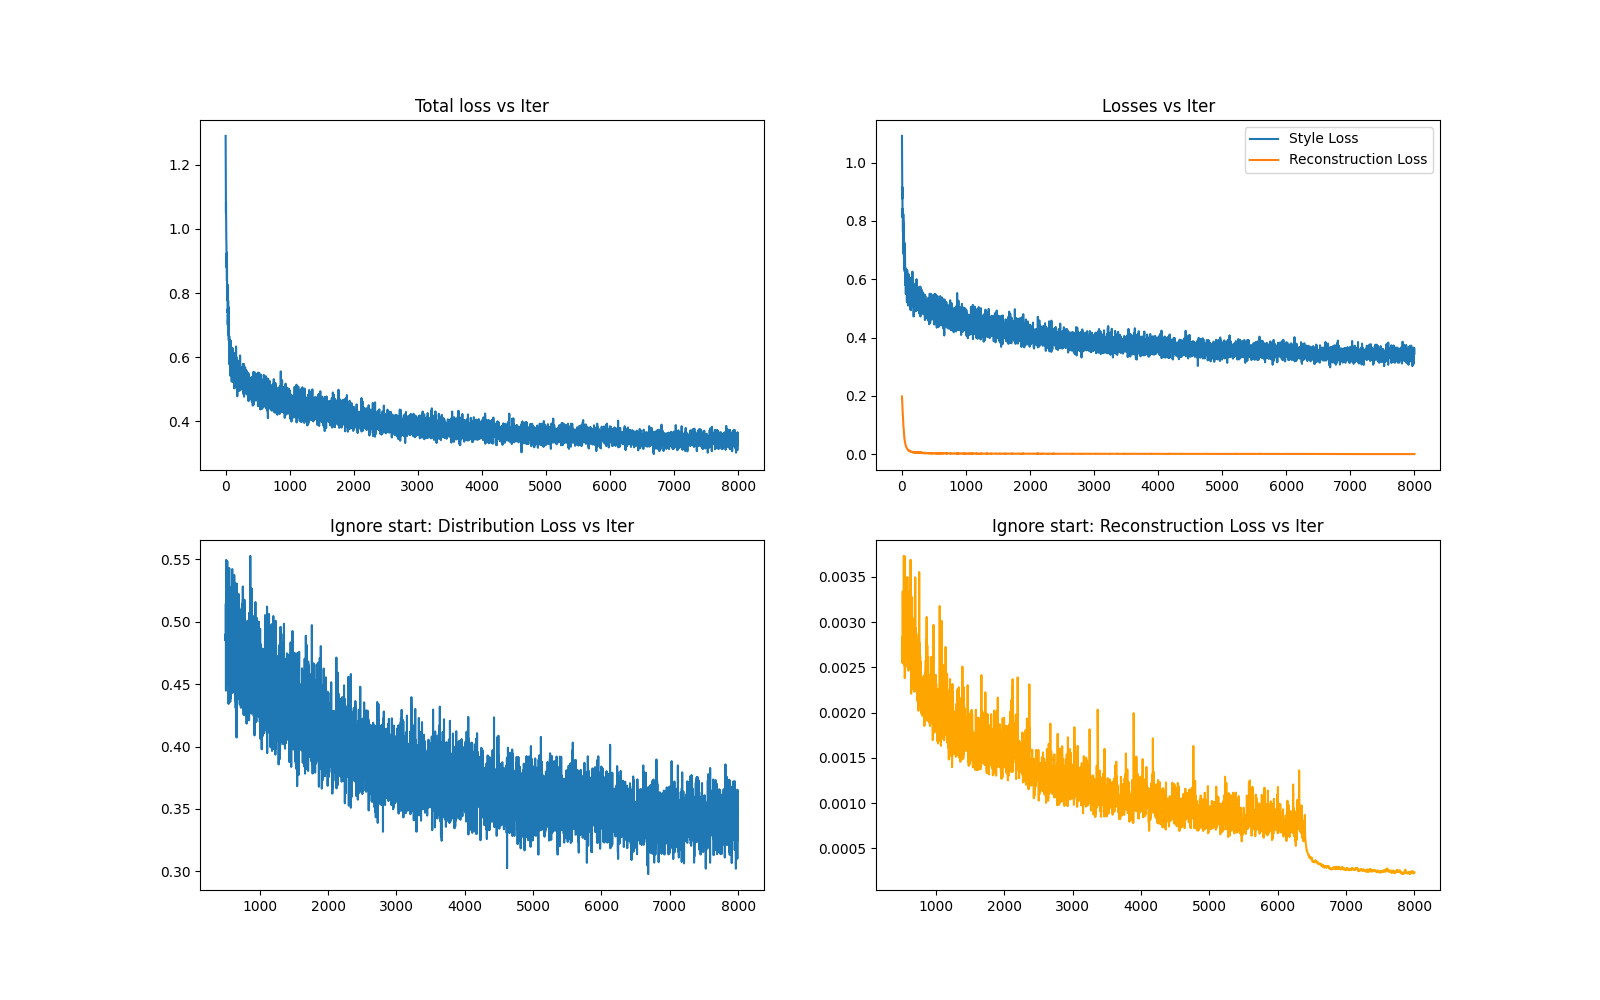 Total loss vs Iter
1.2
1.0
0.8
0.6
0.4
0 1000 2000 3000 4000 5000 6000 7000 8000
Losses vs Iter
Style Loss
Reconstruction Loss
1.0
0.8
0.6
0.4
0.2
0.0
0 1000 2000 3000 4000 5000 6000 7000 8000
Ignore start: Distribution Loss vs Iter
0.55
0.50
0.45
0.40
0.35
0.30
1000 2000 3000 4000 5000 6000 7000 8000
Ignore start: Reconstruction Loss vs Iter
0.0035
0.0030
0.0025
0.0020
0.0015
0.0010
0.0005
1000 2000 3000 4000 5000 6000 7000 8000